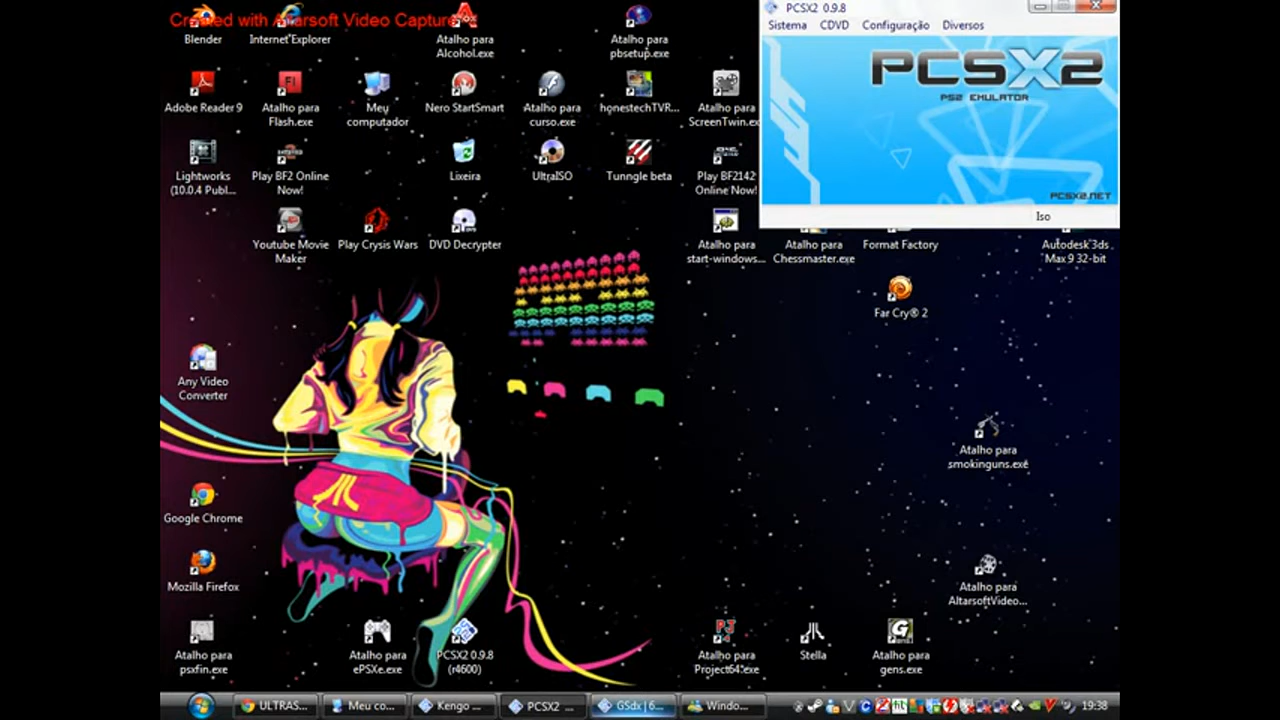 Created with Altarsoft Video Capture
Blender
Internet Explorer
Atalho para
Alcohol.exe
Atalho para
pbsetup.exe
PCSX2 0.9.8
Sistema CDVD Configuração Diversos
PCSX2
PS2 EMULATOR
PCSX2.NET
Iso
Adobe Reader 9
Atalho para
Flash.exe
Meu
computador
Nero StartSmart
Atalho para
curso.exe
honestechTVR...
Atalho para
ScreenTwin.ex
Lightworks
(10.0.4 Publ...
Play BF2 Online
Now!
Lixeira
UltraISO
Tunngle beta
Play BF2142
Online Now!
Youtube Movie
Maker
Play Crysis Wars
DVD Decrypter
Atalho para
start-windows...
Atalho para
Chessmaster.exe
Format Factory
Autodesk 3ds
Max 9 32-bit
Far Cry® 2
Any Video
Converter
Atalho para
smokinguns.exe
Google Chrome
Mozilla Firefox
Atalho para
AltarsoftVideo...
Atalho para
psxfin.exe
Atalho para
ePSXe.exe
PCSX2 0.9.8
(r4600)
Atalho para
Project64.exe
Stella
Atalho para
gens.exe
ULTRAS... Meu co... Kengo ... PCSX2 ... GSdx | 6... Windo... 19:38